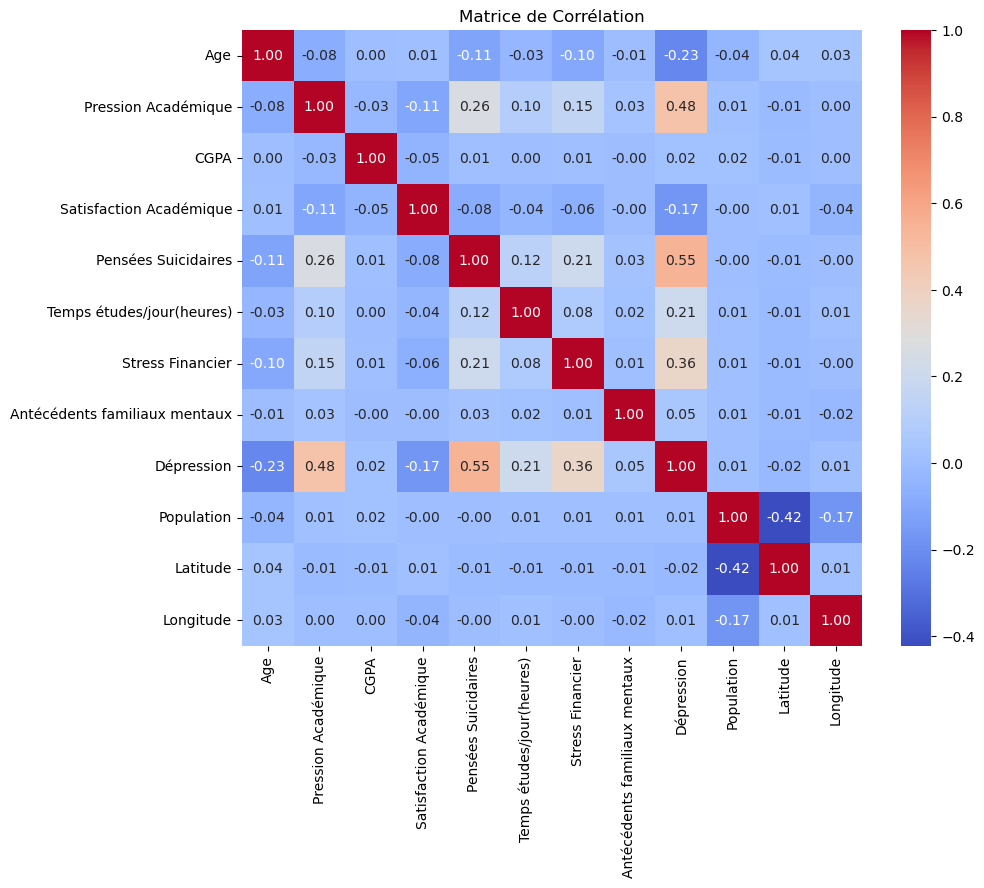 Matrice de Corrélation
Age 1.00 -0.08 0.00 0.01 -0.11 -0.03 -0.10 -0.01 -0.23 -0.04 0.04 0.03
Pression Académique -0.08 1.00 -0.03 -0.11 0.26 0.10 0.15 0.03 0.48 0.01 -0.01 0.00
CGPA 0.00 -0.03 1.00 -0.05 0.01 0.00 0.01 -0.00 0.02 0.02 -0.01 0.00
Satisfaction Académique 0.01 -0.11 -0.05 1.00 -0.08 -0.04 -0.06 -0.00 -0.17 -0.00 0.01 -0.04
Pensées Suicidaires -0.11 0.26 0.01 -0.08 1.00 0.12 0.21 0.03 0.55 -0.00 -0.01 -0.00
Temps études/jour(heures) -0.03 0.10 0.00 -0.04 0.12 1.00 0.08 0.02 0.21 0.01 -0.01 0.01
Stress Financier -0.10 0.15 0.01 -0.06 0.21 0.08 1.00 0.01 0.36 0.01 -0.01 -0.00
Antécédents familiaux mentaux -0.01 0.03 -0.00 -0.00 0.03 0.02 0.01 1.00 0.05 0.01 -0.01 -0.02
Dépression -0.23 0.48 0.02 -0.17 0.55 0.21 0.36 0.05 1.00 0.01 -0.02 0.01
Population -0.04 0.01 0.02 -0.00 -0.00 0.01 0.01 0.01 0.01 1.00 -0.42 -0.17
Latitude 0.04 -0.01 -0.01 0.01 -0.01 -0.01 -0.01 -0.01 -0.02 -0.42 1.00 0.01
Longitude 0.03 0.00 0.00 -0.04 -0.00 0.01 -0.00 -0.02 0.01 -0.17 0.01 1.00
Age
Pression Académique
CGPA
Satisfaction Académique
Pensées Suicidaires
Temps études/jour(heures)
Stress Financier
Antécédents familiaux mentaux
Dépression
Population
Latitude
Longitude
1.0
0.8
0.6
0.4
0.2
0.0
−0.2
−0.4